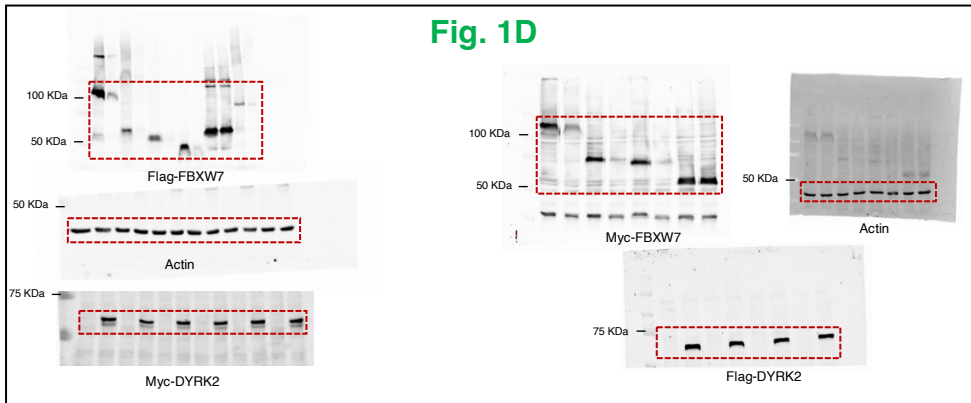 Fig. 1D
100 KDa
50 KDa
Flag-FBXW7
50 KDa
Actin
75 KDa
Myc-DYRK2
100 KDa
50 KDa
Myc-FBXW7
50 KDa
Actin
75 KDa
Flag-DYRK2